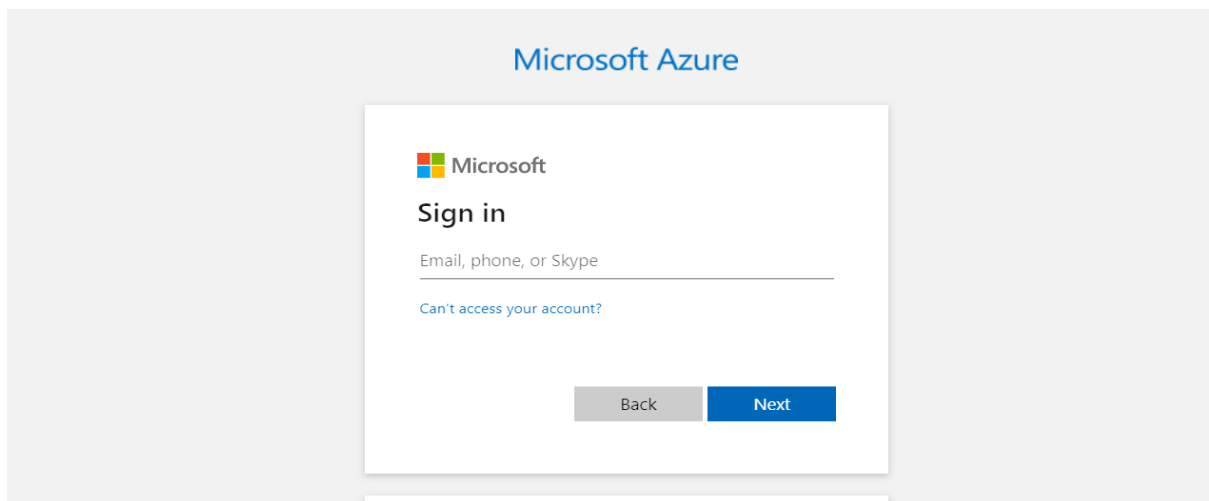 Microsoft Azure
Microsoft
Sign in
Email, phone, or Skype
Can't access your account?
Back Next